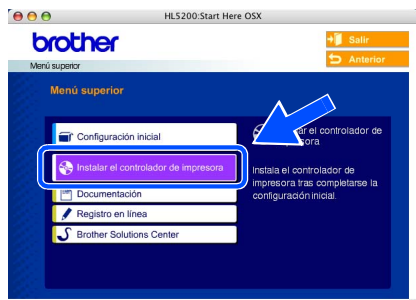 HL5200:Start Here OSX
brother
Salir
Anterior
Menú superior
Menú superior
Configuración inicial
Instalar el controlador de impresora
Documentación
Registro en línea
Brother Solutions Center
ar el controlador de
sora
Instala el controlador de
impresora tras completarse la
configuración inicial.